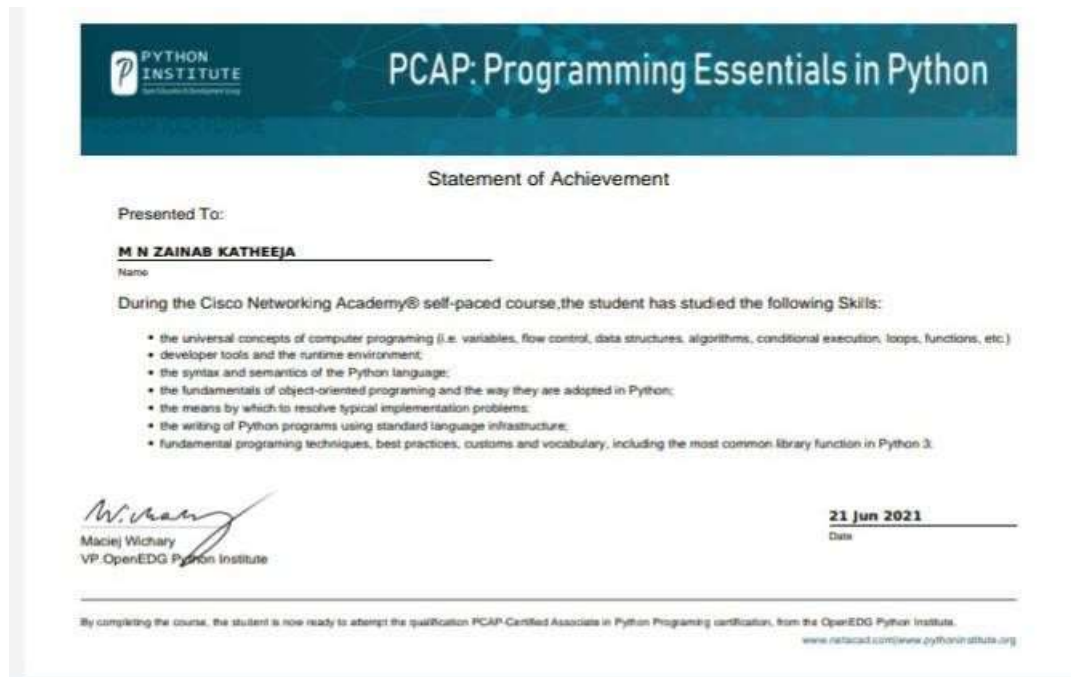 PYTHON
INSTITUTE
Open Education & Development Group
PCAP: Programming Essentials in Python
Statement of Achievement
Presented To:
M N ZAINAB KATHEEJA
Name
During the Cisco Networking Academy® self-paced course,the student has studied the following Skills:
• the universal concepts of computer programing (i.e. variables, flow control, data structures, algorithms, conditional execution, loops, functions, etc.)
• developer tools and the runtime environment;
• the syntax and semantics of the Python language;
• the fundamentals of object-oriented programing and the way they are adopted in Python;
• the means by which to resolve typical implementation problems;
• the writing of Python programs using standard language infrastructure;
• fundamental programing techniques, best practices, customs and vocabulary, including the most common library function in Python 3.
W. Wichary
21 Jun 2021
Date
Maciej Wichary
VP OpenEDG Python Institute
By completing the course, the student is now ready to attempt the qualification PCAP-Certified Associate in Python Programing certification, from the OpenEDG Python Institute.
www.netacad.com|www.pythoninstitute.org